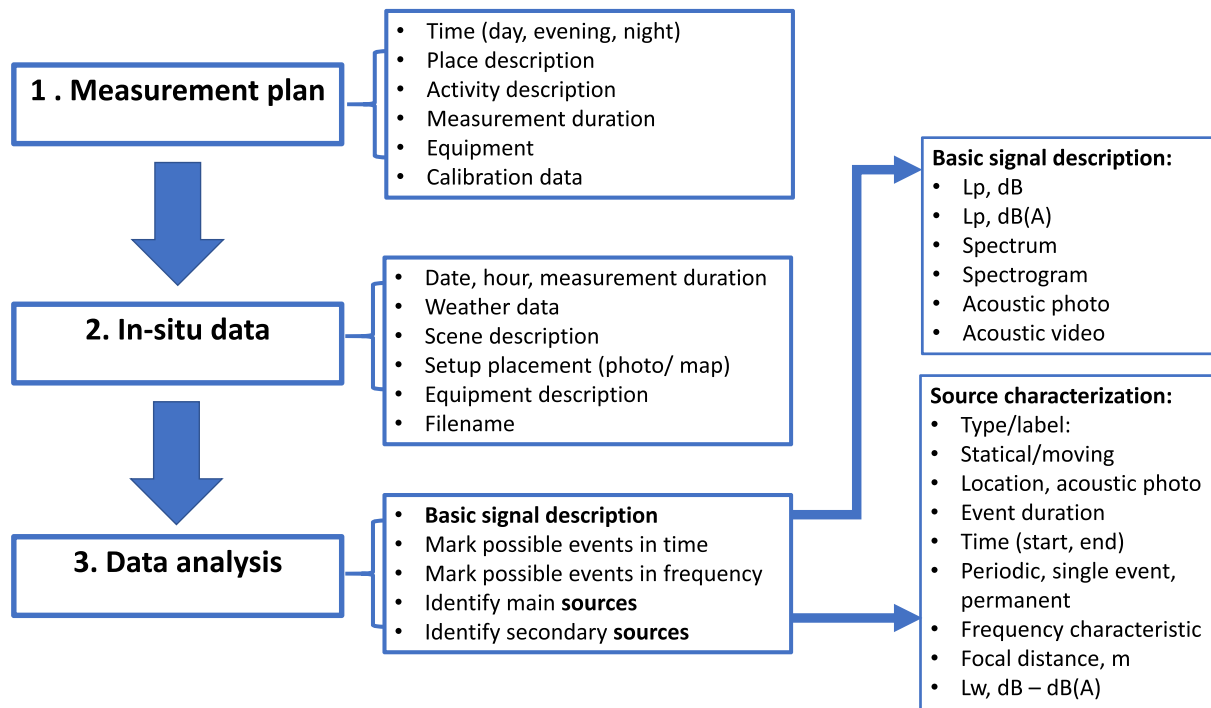 1 . Measurement plan
• Time (day, evening, night)
• Place description
• Activity description
• Measurement duration
• Equipment
• Calibration data
2. In-situ data
• Date, hour, measurement duration
• Weather data
• Scene description
• Setup placement (photo/ map)
• Equipment description
• Filename
3. Data analysis
• Basic signal description
• Mark possible events in time
• Mark possible events in frequency
• Identify main sources
• Identify secondary sources
Basic signal description:
• Lp, dB
• Lp, dB(A)
• Spectrum
• Spectrogram
• Acoustic photo
• Acoustic video
Source characterization:
• Type/label:
• Statical/moving
• Location, acoustic photo
• Event duration
• Time (start, end)
• Periodic, single event,
permanent
• Frequency characteristic
• Focal distance, m
• Lw, dB – dB(A)